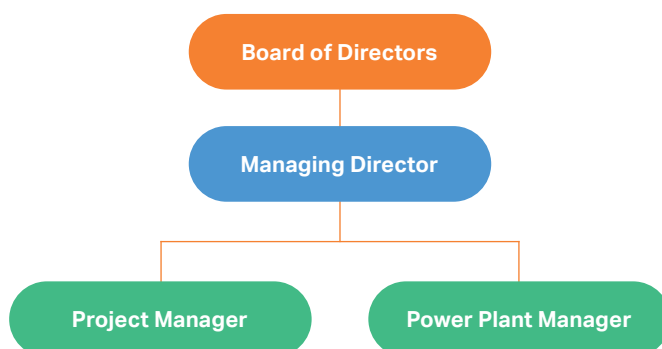 Board of Directors
Managing Director
Project Manager
Power Plant Manager